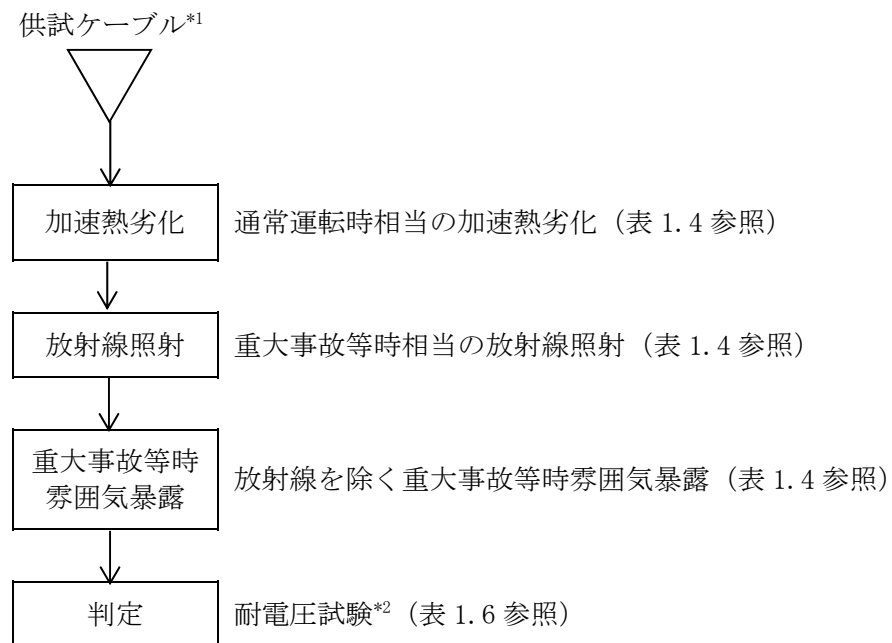 供試ケーブル*1
加速熱劣化 通常運転時相当の加速熱劣化（表 1.4 参照）
放射線照射 重大事故等時相当の放射線照射（表 1.4 参照）
重大事故等時
雰囲気暴露
放射線を除く重大事故等時雰囲気暴露（表 1.4 参照）
判定 耐電圧試験*2（表 1.6 参照）